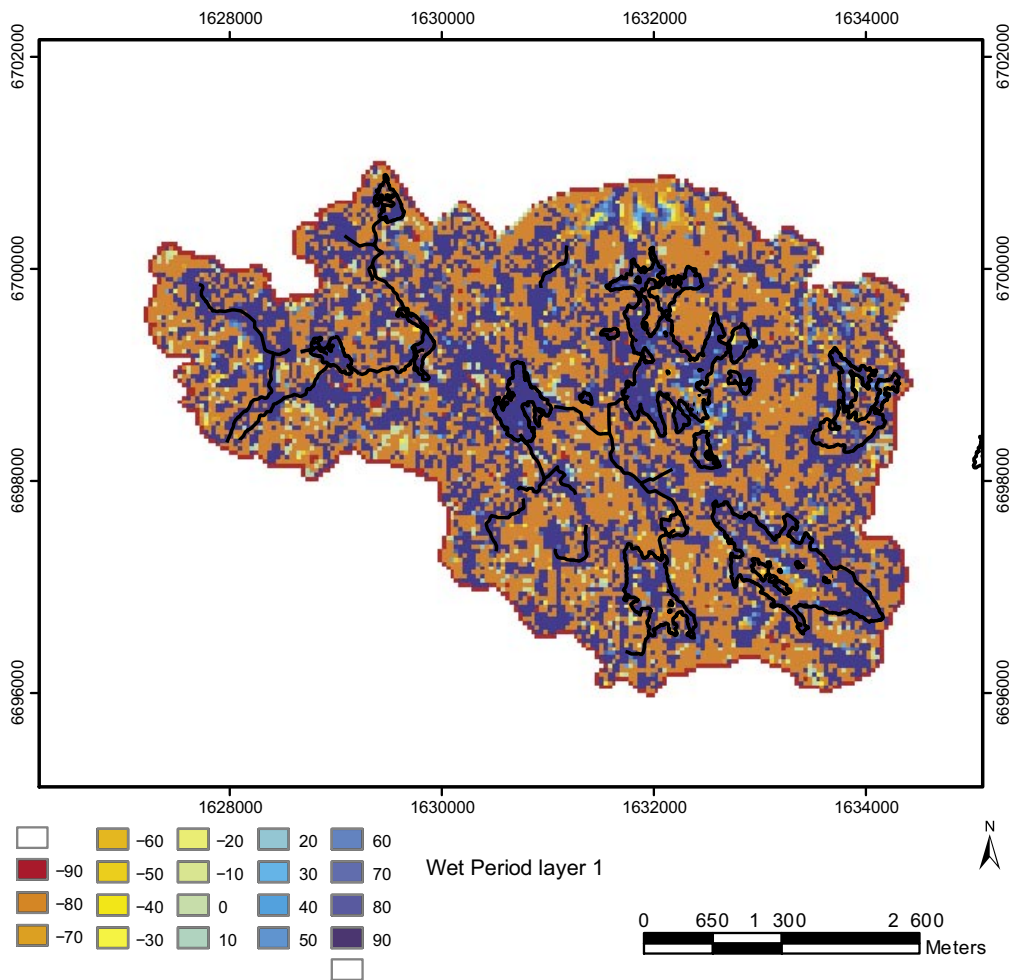 1628000 1630000 1632000 1634000
6702000 6702000
6700000 6700000
6698000 6698000
6696000 6696000
1628000 1630000 1632000 1634000
−60 −20 20 60
−90 −50 −10 30 70
−80 −40 0 40 80
−70 −30 10 50 90
Wet Period layer 1
N
0 650 1 300 2 600
Meters